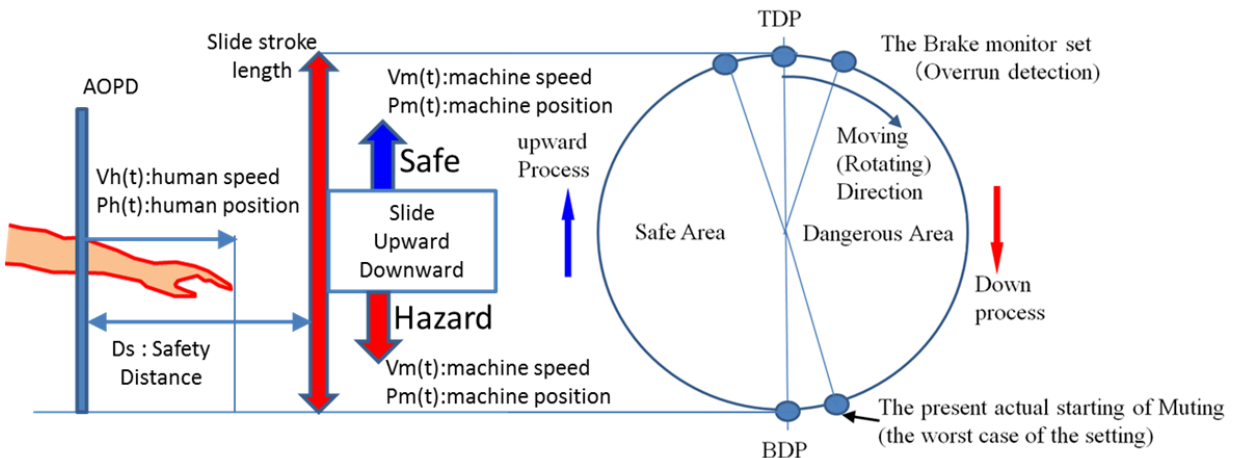 AOPD
Vh(t):human speed
Ph(t):human position
Ds : Safety
Distance
Slide stroke
length
Vm(t):machine speed
Pm(t):machine position
Safe
Slide
Upward
Downward
Hazard
Vm(t):machine speed
Pm(t):machine position
upward
Process
TDP
The Brake monitor set
(Overrun detection)
Moving
(Rotating)
Direction
Safe Area
Dangerous Area
Down
process
The present actual starting of Muting
(the worst case of the setting)
BDP